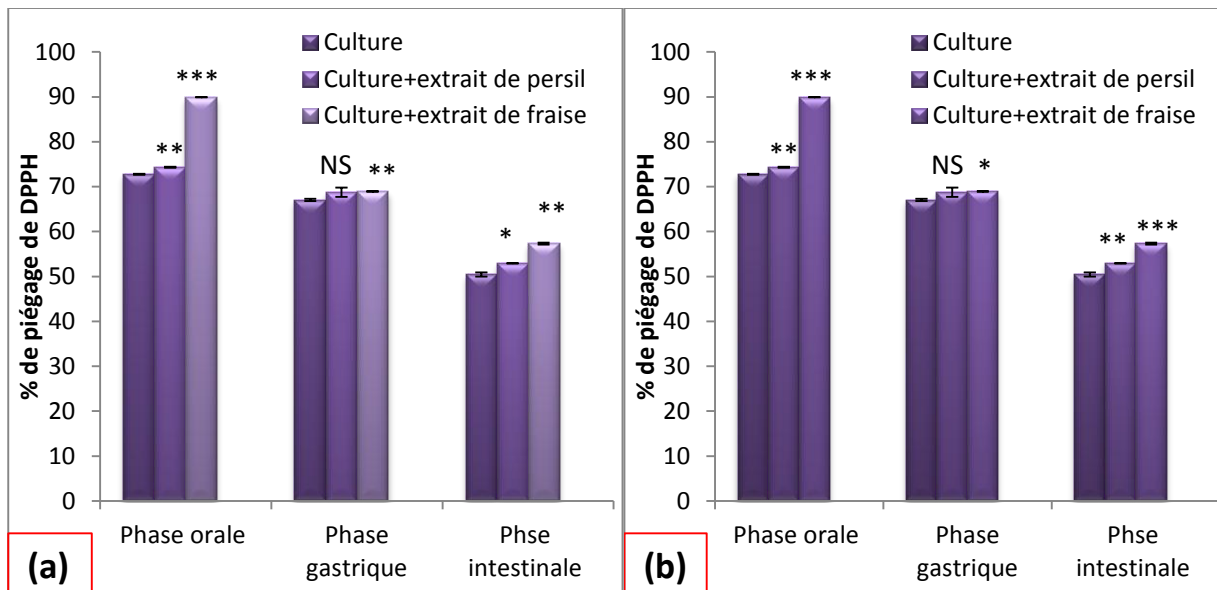 Culture
Culture+extrait de persil
Culture+extrait de fraise
% de piégage de DPPH
100
90
80
70
60
50
40
30
20
10
0
***
**
NS
**
*
**
Phase orale
Phase
gastrique
Phse
intestinale
(a)
Culture
Culture+extrait de persil
Culture+extrait de fraise
% de piégage de DPPH
100
90
80
70
60
50
40
30
20
10
0
***
**
NS
*
**
***
Phase orale
Phase
gastrique
Phse
intestinale
(b)